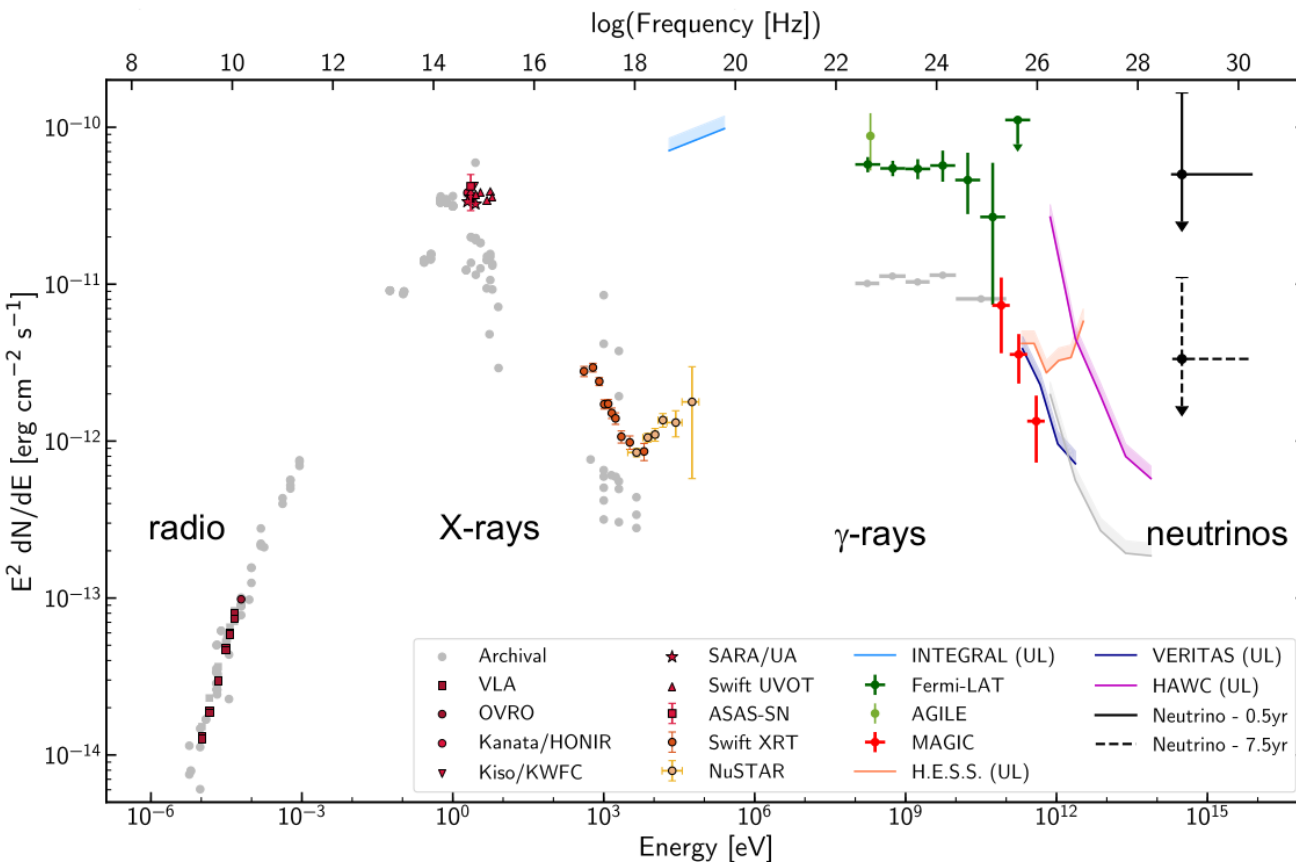 log(Frequency [Hz])
8 10 12 14 16 18 20 22 24 26 28 30
E² dN/dE [erg cm⁻² s⁻¹]
10⁻¹⁰
10⁻¹¹
10⁻¹²
10⁻¹³
10⁻¹⁴
radio
X-rays
γ-rays
neutrinos
Archival
VLA
OVRO
Kanata/HONIR
Kiso/KWFC
SARA/UA
Swift UVOT
ASAS-SN
Swift XRT
NuSTAR
INTEGRAL (UL)
Fermi-LAT
AGILE
MAGIC
H.E.S.S. (UL)
VERITAS (UL)
HAWC (UL)
Neutrino - 0.5yr
Neutrino - 7.5yr
10⁻⁶ 10⁻³ 10⁰ 10³ 10⁶ 10⁹ 10¹² 10¹⁵
Energy [eV]